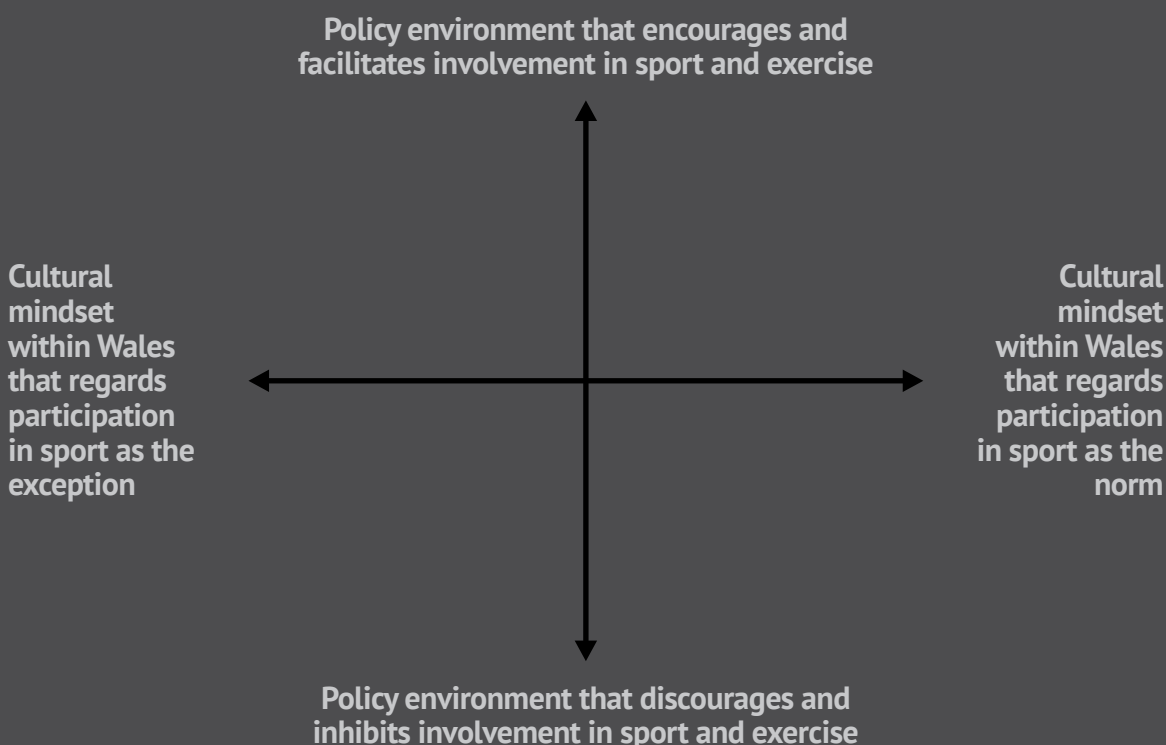 Policy environment that encourages and
facilitates involvement in sport and exercise
Cultural
mindset
within Wales
that regards
participation
in sport as the
exception
Cultural
mindset
within Wales
that regards
participation
in sport as the
norm
Policy environment that discourages and
inhibits involvement in sport and exercise